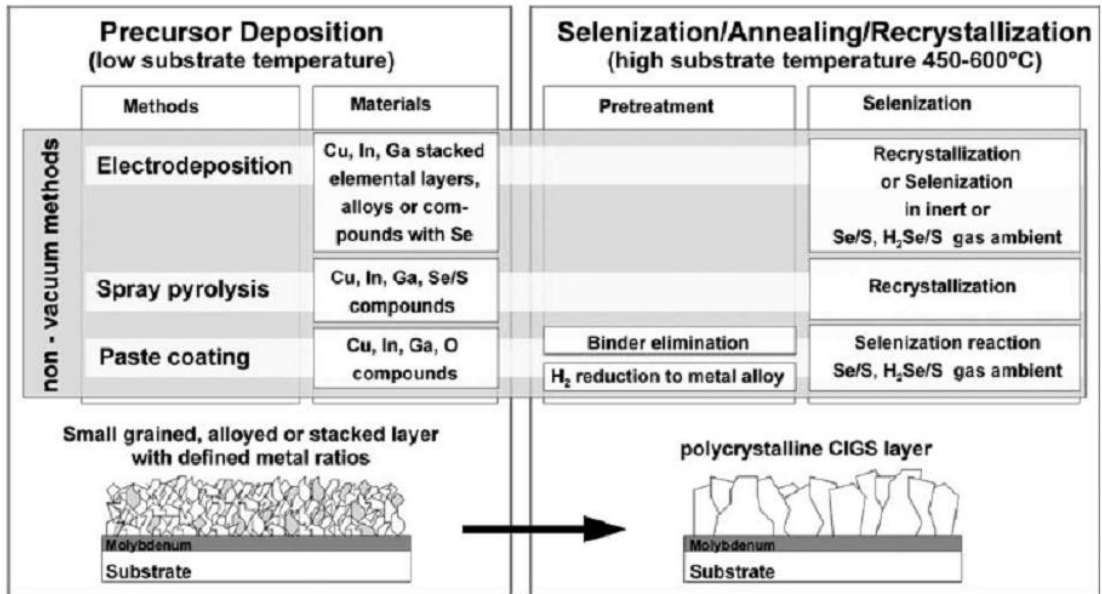 Precursor Deposition
(low substrate temperature)
Methods
Materials
non - vacuum methods
Electrodeposition
Cu, In, Ga stacked
elemental layers,
alloys or com-
pounds with Se
Spray pyrolysis
Cu, In, Ga, Se/S
compounds
Paste coating
Cu, In, Ga, O
compounds
Small grained, alloyed or stacked layer
with defined metal ratios
Molybdenum
Substrate
Selenization/Annealing/Recrystallization
(high substrate temperature 450-600°C)
Pretreatment
Selenization
Recrystallization
or Selenization
in inert or
Se/S, H₂Se/S gas ambient
Recrystallization
Binder elimination
H₂ reduction to metal alloy
Selenization reaction
Se/S, H₂Se/S gas ambient
polycrystalline CIGS layer
Molybdenum
Substrate